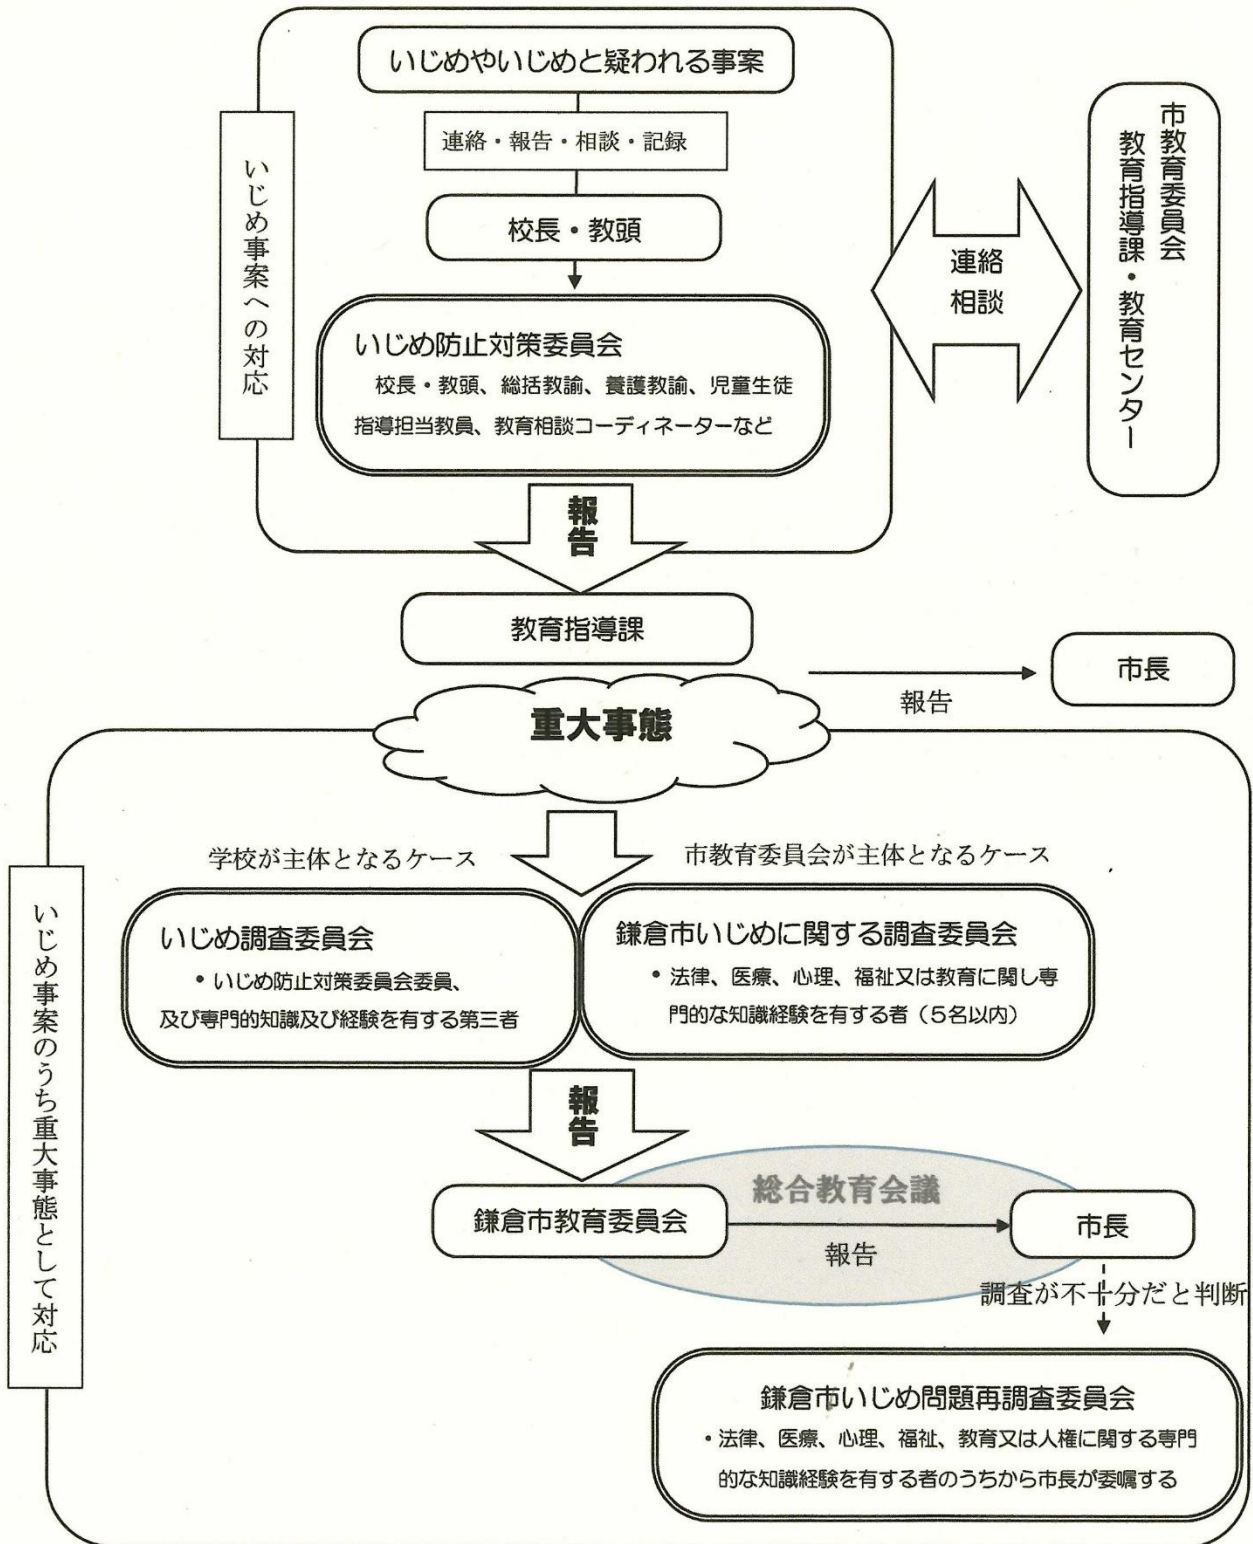 いじめやいじめと疑われる事案
連絡・報告・相談・記録
校長・教頭
いじめ事案への対応
いじめ防止対策委員会
校長・教頭、総括教諭、養護教諭、児童生徒
指導担当教員、教育相談コーディネーターなど
連絡
相談
市教育委員会
教育指導課・教育センター
報告
教育指導課
報告
市長
重大事態
学校が主体となるケース
市教育委員会が主体となるケース
いじめ事案のうち重大事態として対応
いじめ調査委員会
・いじめ防止対策委員会委員、
及び専門的知識及び経験を有する第三者
鎌倉市いじめに関する調査委員会
・法律、医療、心理、福祉又は教育に関し専
門的な知識経験を有する者（５名以内）
報告
総合教育会議
鎌倉市教育委員会
報告
市長
調査が不十分だと判断
鎌倉市いじめ問題再調査委員会
・法律、医療、心理、福祉、教育又は人権に関する専門
的な知識経験を有する者のうちから市長が委嘱する